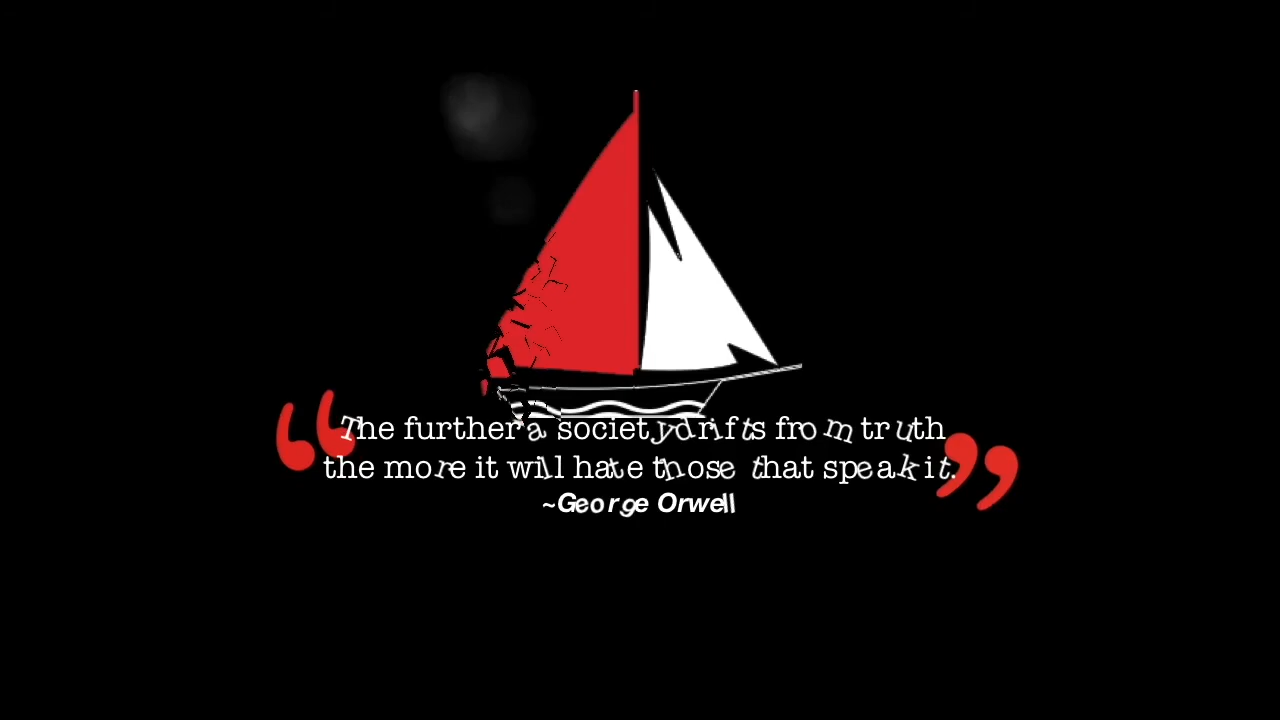 “The further a society drifts from truth
the more it will hate those that speak it.”
~George Orwell